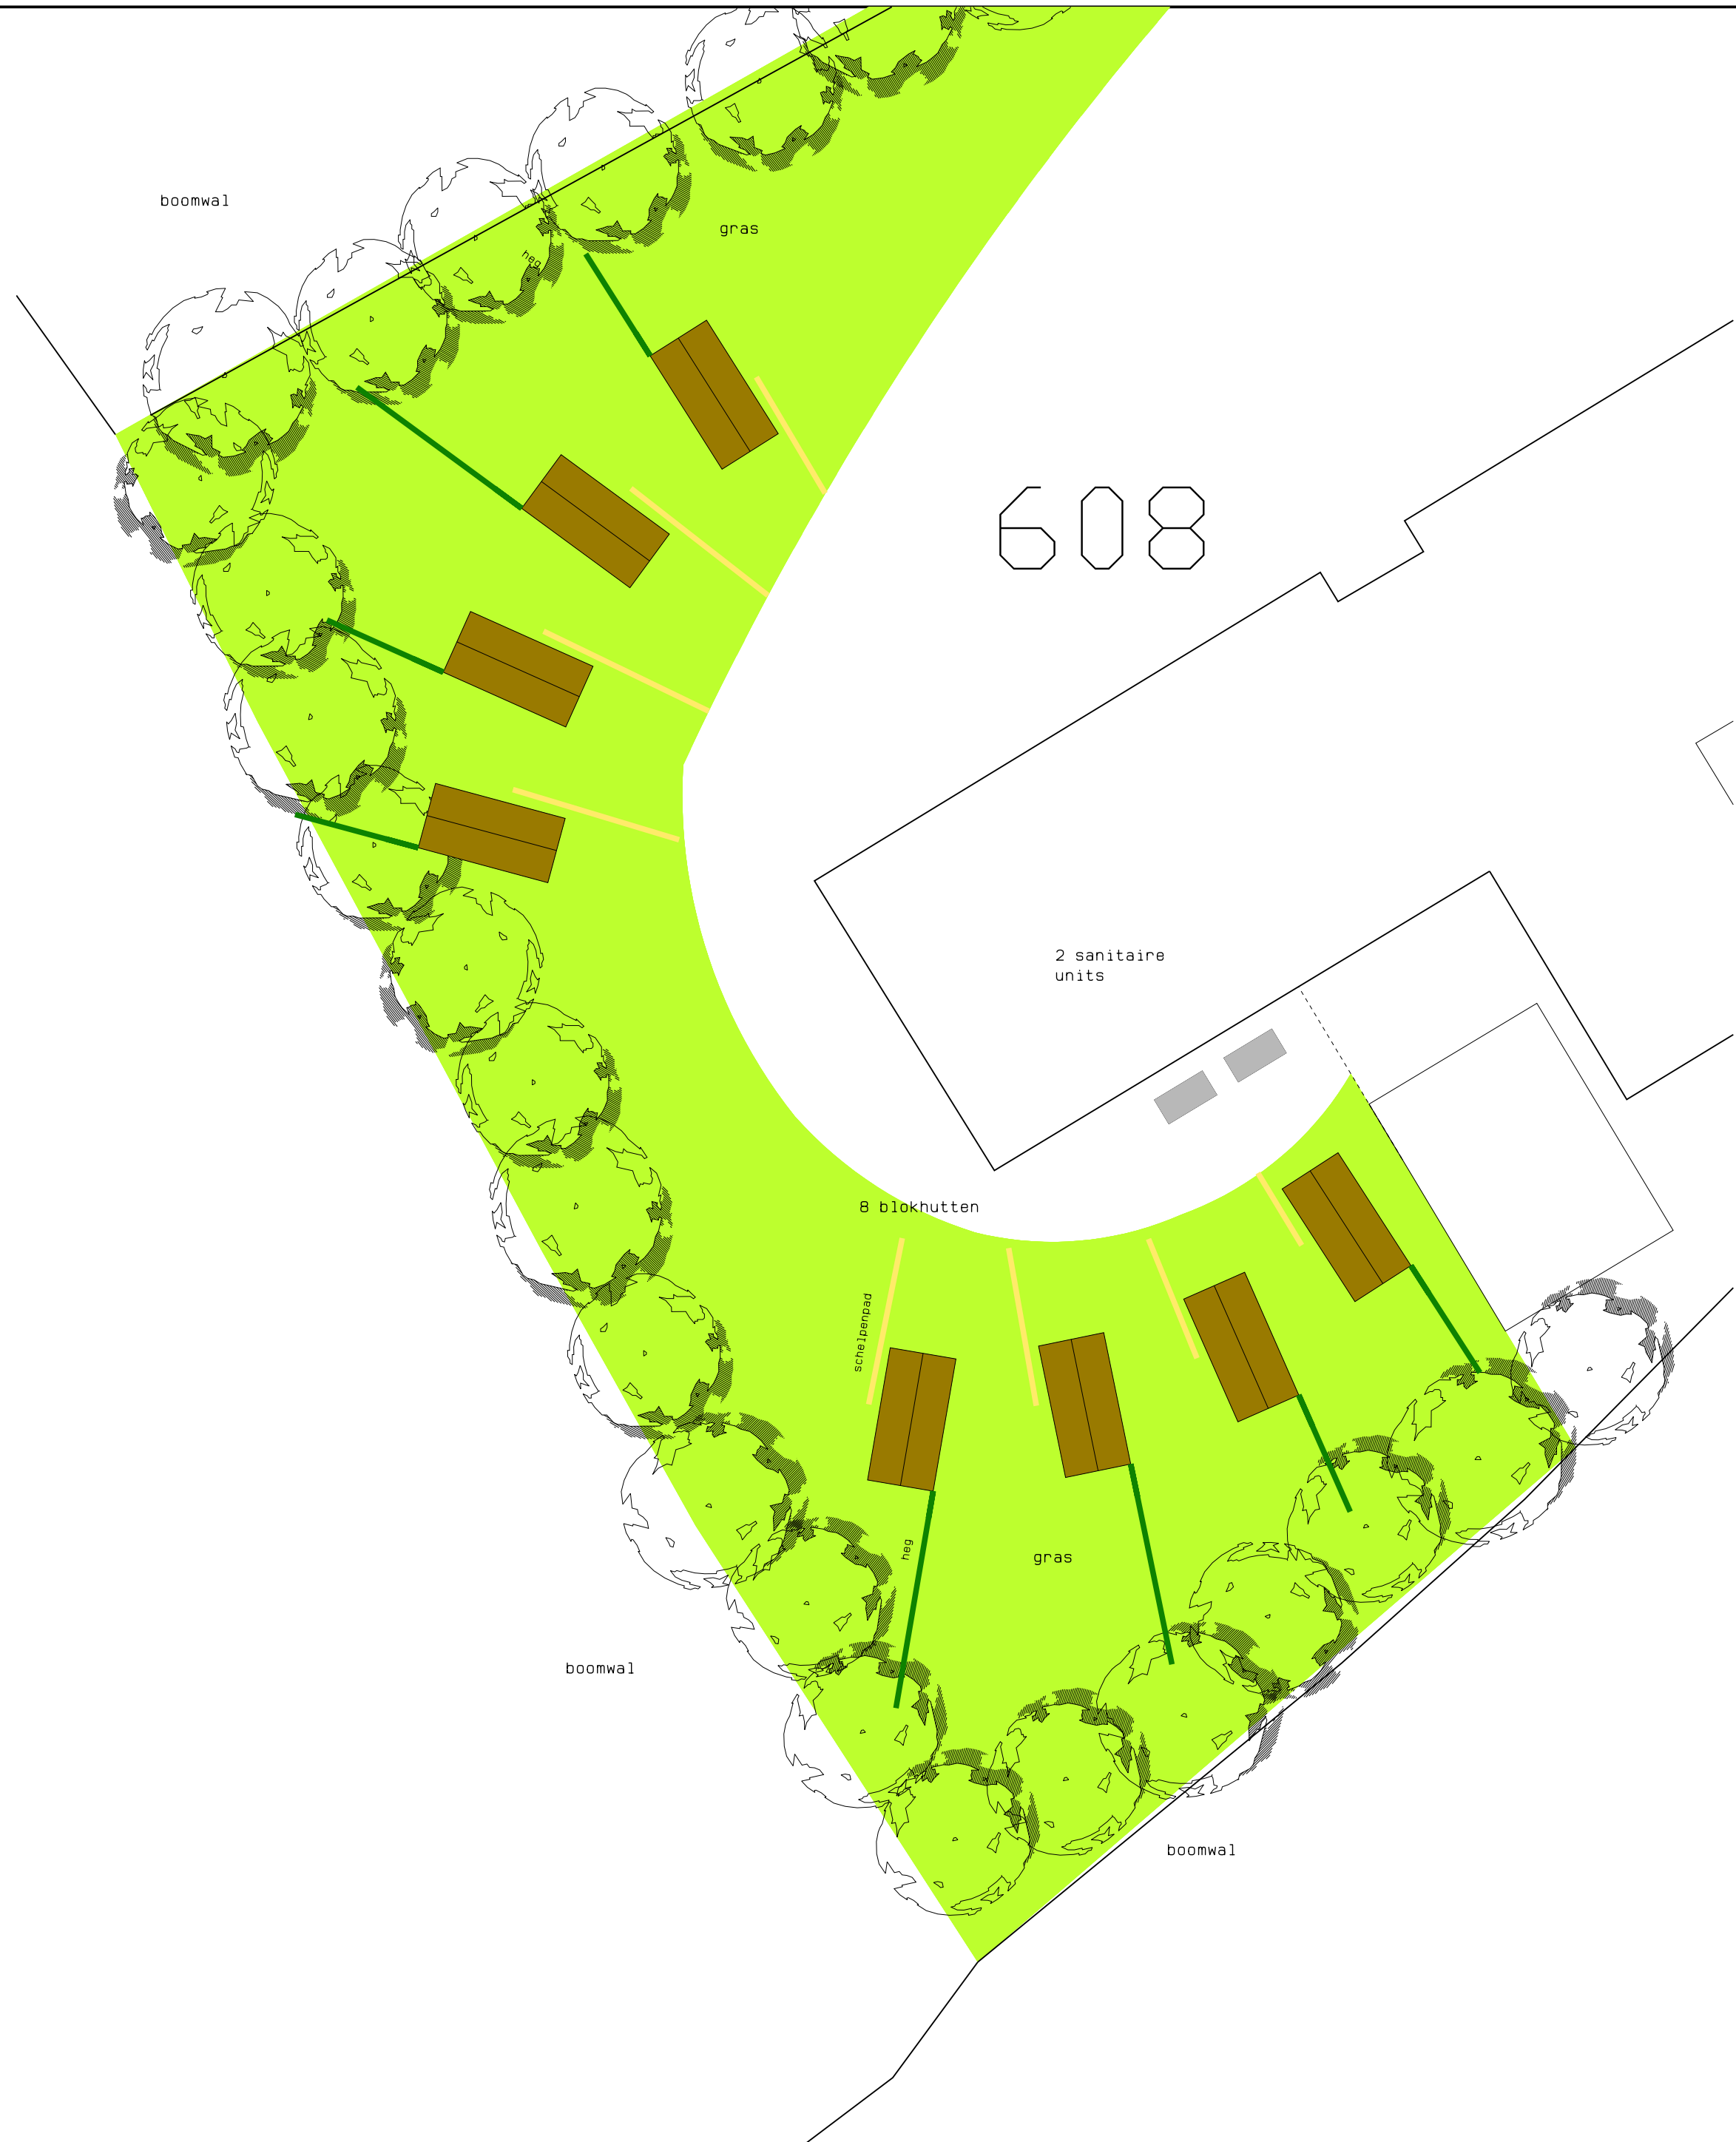 boomwal
gras
heg
608
2 sanitaire
units
8 blokhutten
schelpenpad
heg
gras
boomwal
boomwal